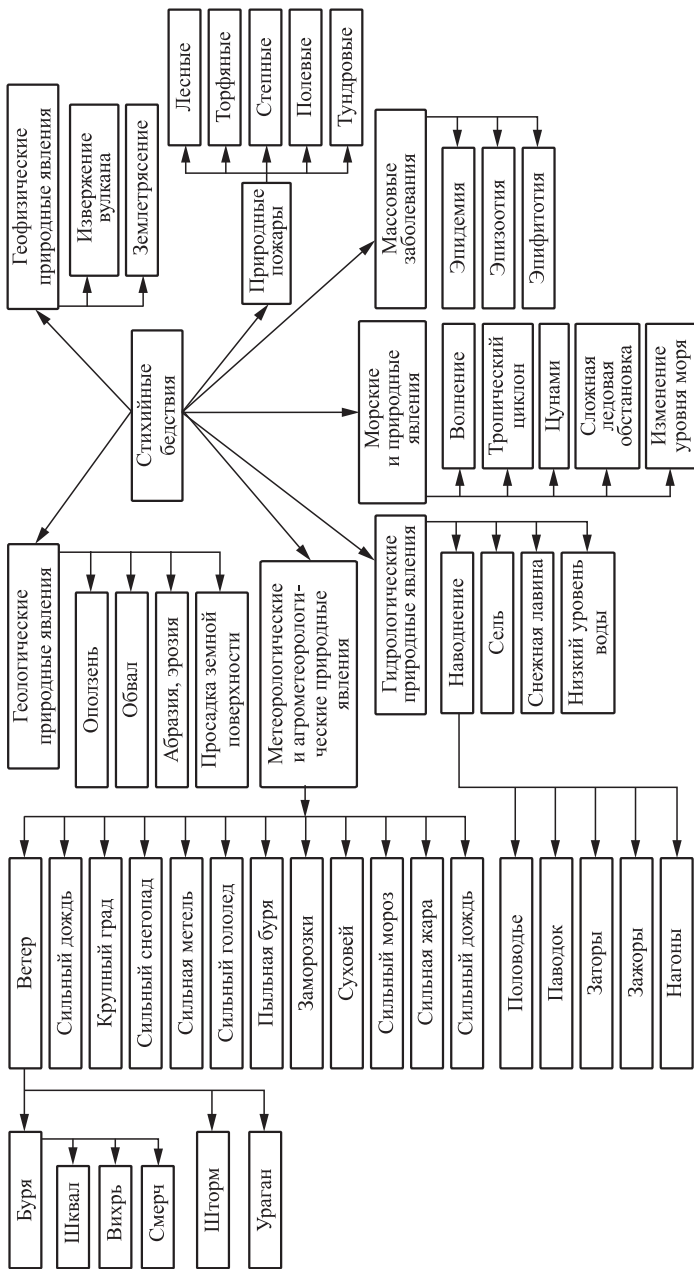 Стихийные
бедствия
Геологические
природные явления
Оползень
Обвал
Абразия, эрозия
Просадка земной
поверхности
Геофизические
природные явления
Извержение
вулкана
Землетрясение
Природные
пожары
Лесные
Торфяные
Степные
Полевые
Тундровые
Метеорологические
и агрометеорологи-
ческие природные
явления
Ветер
Сильный дождь
Крупный град
Сильный снегопад
Сильная метель
Сильный гололед
Пыльная буря
Заморозки
Суховей
Сильный мороз
Сильная жара
Сильный дождь
Буря
Шквал
Вихрь
Смерч
Шторм
Ураган
Гидрологические
природные явления
Наводнение
Сель
Снежная лавина
Низкий уровень
воды
Половодье
Паводок
Заторы
Зажоры
Нагоны
Морские
и природные
явления
Волнение
Тропический
циклон
Цунами
Сложная
ледовая
обстановка
Изменение
уровня моря
Массовые
заболевания
Эпидемия
Эпизоотия
Эпифитотия